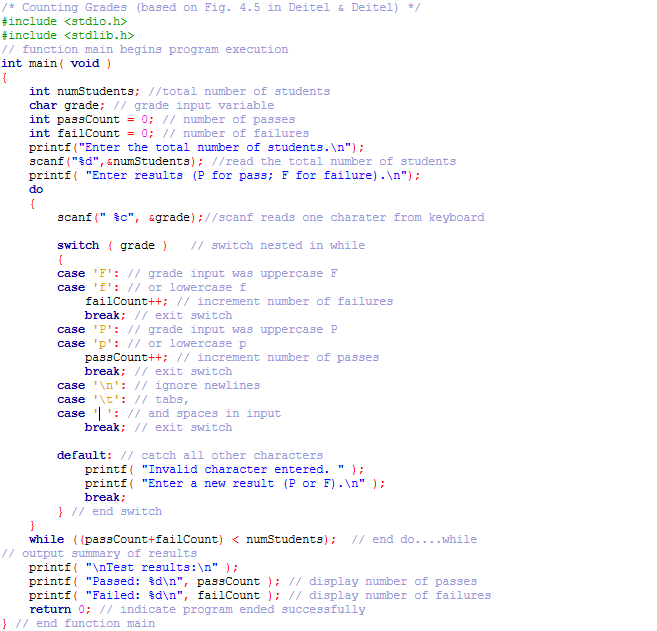 /* Counting Grades (based on Fig. 4.5 in Deitel & Deitel) */
#include <stdio.h>
#include <stdlib.h>
// function main begins program execution
int main( void )
{
    int numStudents; //total number of students
    char grade; // grade input variable
    int passCount = 0; // number of passes
    int failCount = 0; // number of failures
    printf("Enter the total number of students.\n");
    scanf("%d",&numStudents); //read the total number of students
    printf( "Enter results (P for pass; F for failure).\n");
    do
    {
        scanf(" %c", &grade);//scanf reads one charater from keyboard
        switch ( grade )   // switch nested in while
        {
        case 'F': // grade input was uppercase F
        case 'f': // or lowercase f
            failCount++; // increment number of failures
            break; // exit switch
        case 'P': // grade input was uppercase P
        case 'p': // or lowercase p
            passCount++; // increment number of passes
            break; // exit switch
        case '\n': // ignore newlines
        case '\t': // tabs,
        case ' ': // and spaces in input
            break; // exit switch
        default: // catch all other characters
            printf( "Invalid character entered. " );
            printf( "Enter a new result (P or F).\n" );
            break;
        } // end switch
    }
    while ((passCount+failCount) < numStudents);  // end do....while
// output summary of results
    printf( "\nTest results:\n" );
    printf( "Passed: %d\n", passCount ); // display number of passes
    printf( "Failed: %d\n", failCount ); // display number of failures
    return 0; // indicate program ended successfully
} // end function main